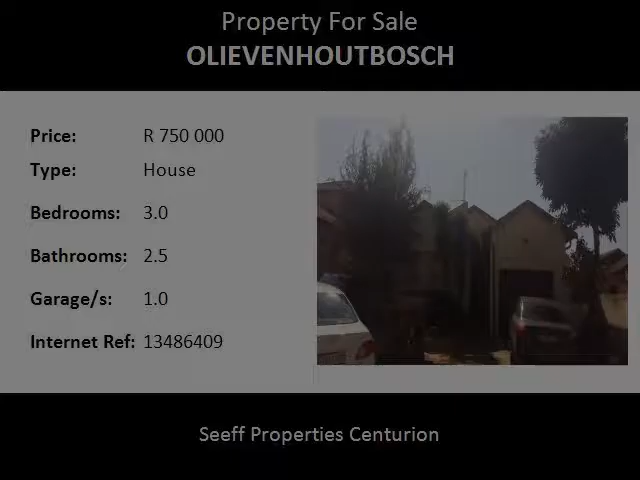 Property For Sale
OLIEVENHOUTBOSCH
Price: R 750 000
Type: House
Bedrooms: 3.0
Bathrooms: 2.5
Garage/s: 1.0
Internet Ref: 13486409
Seeff Properties Centurion